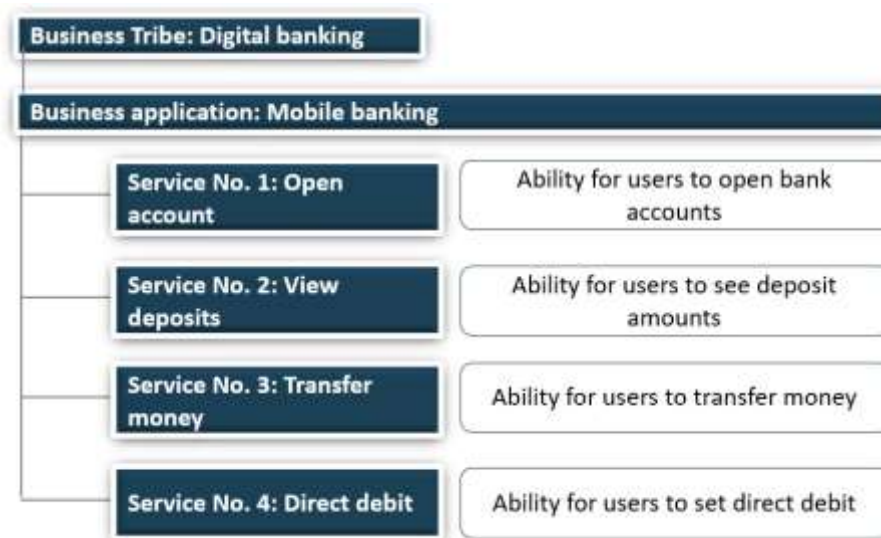 Business Tribe: Digital banking
Business application: Mobile banking
Service No. 1: Open
account
Ability for users to open bank
accounts
Service No. 2: View
deposits
Ability for users to see deposit
amounts
Service No. 3: Transfer
money
Ability for users to transfer money
Service No. 4: Direct debit
Ability for users to set direct debit